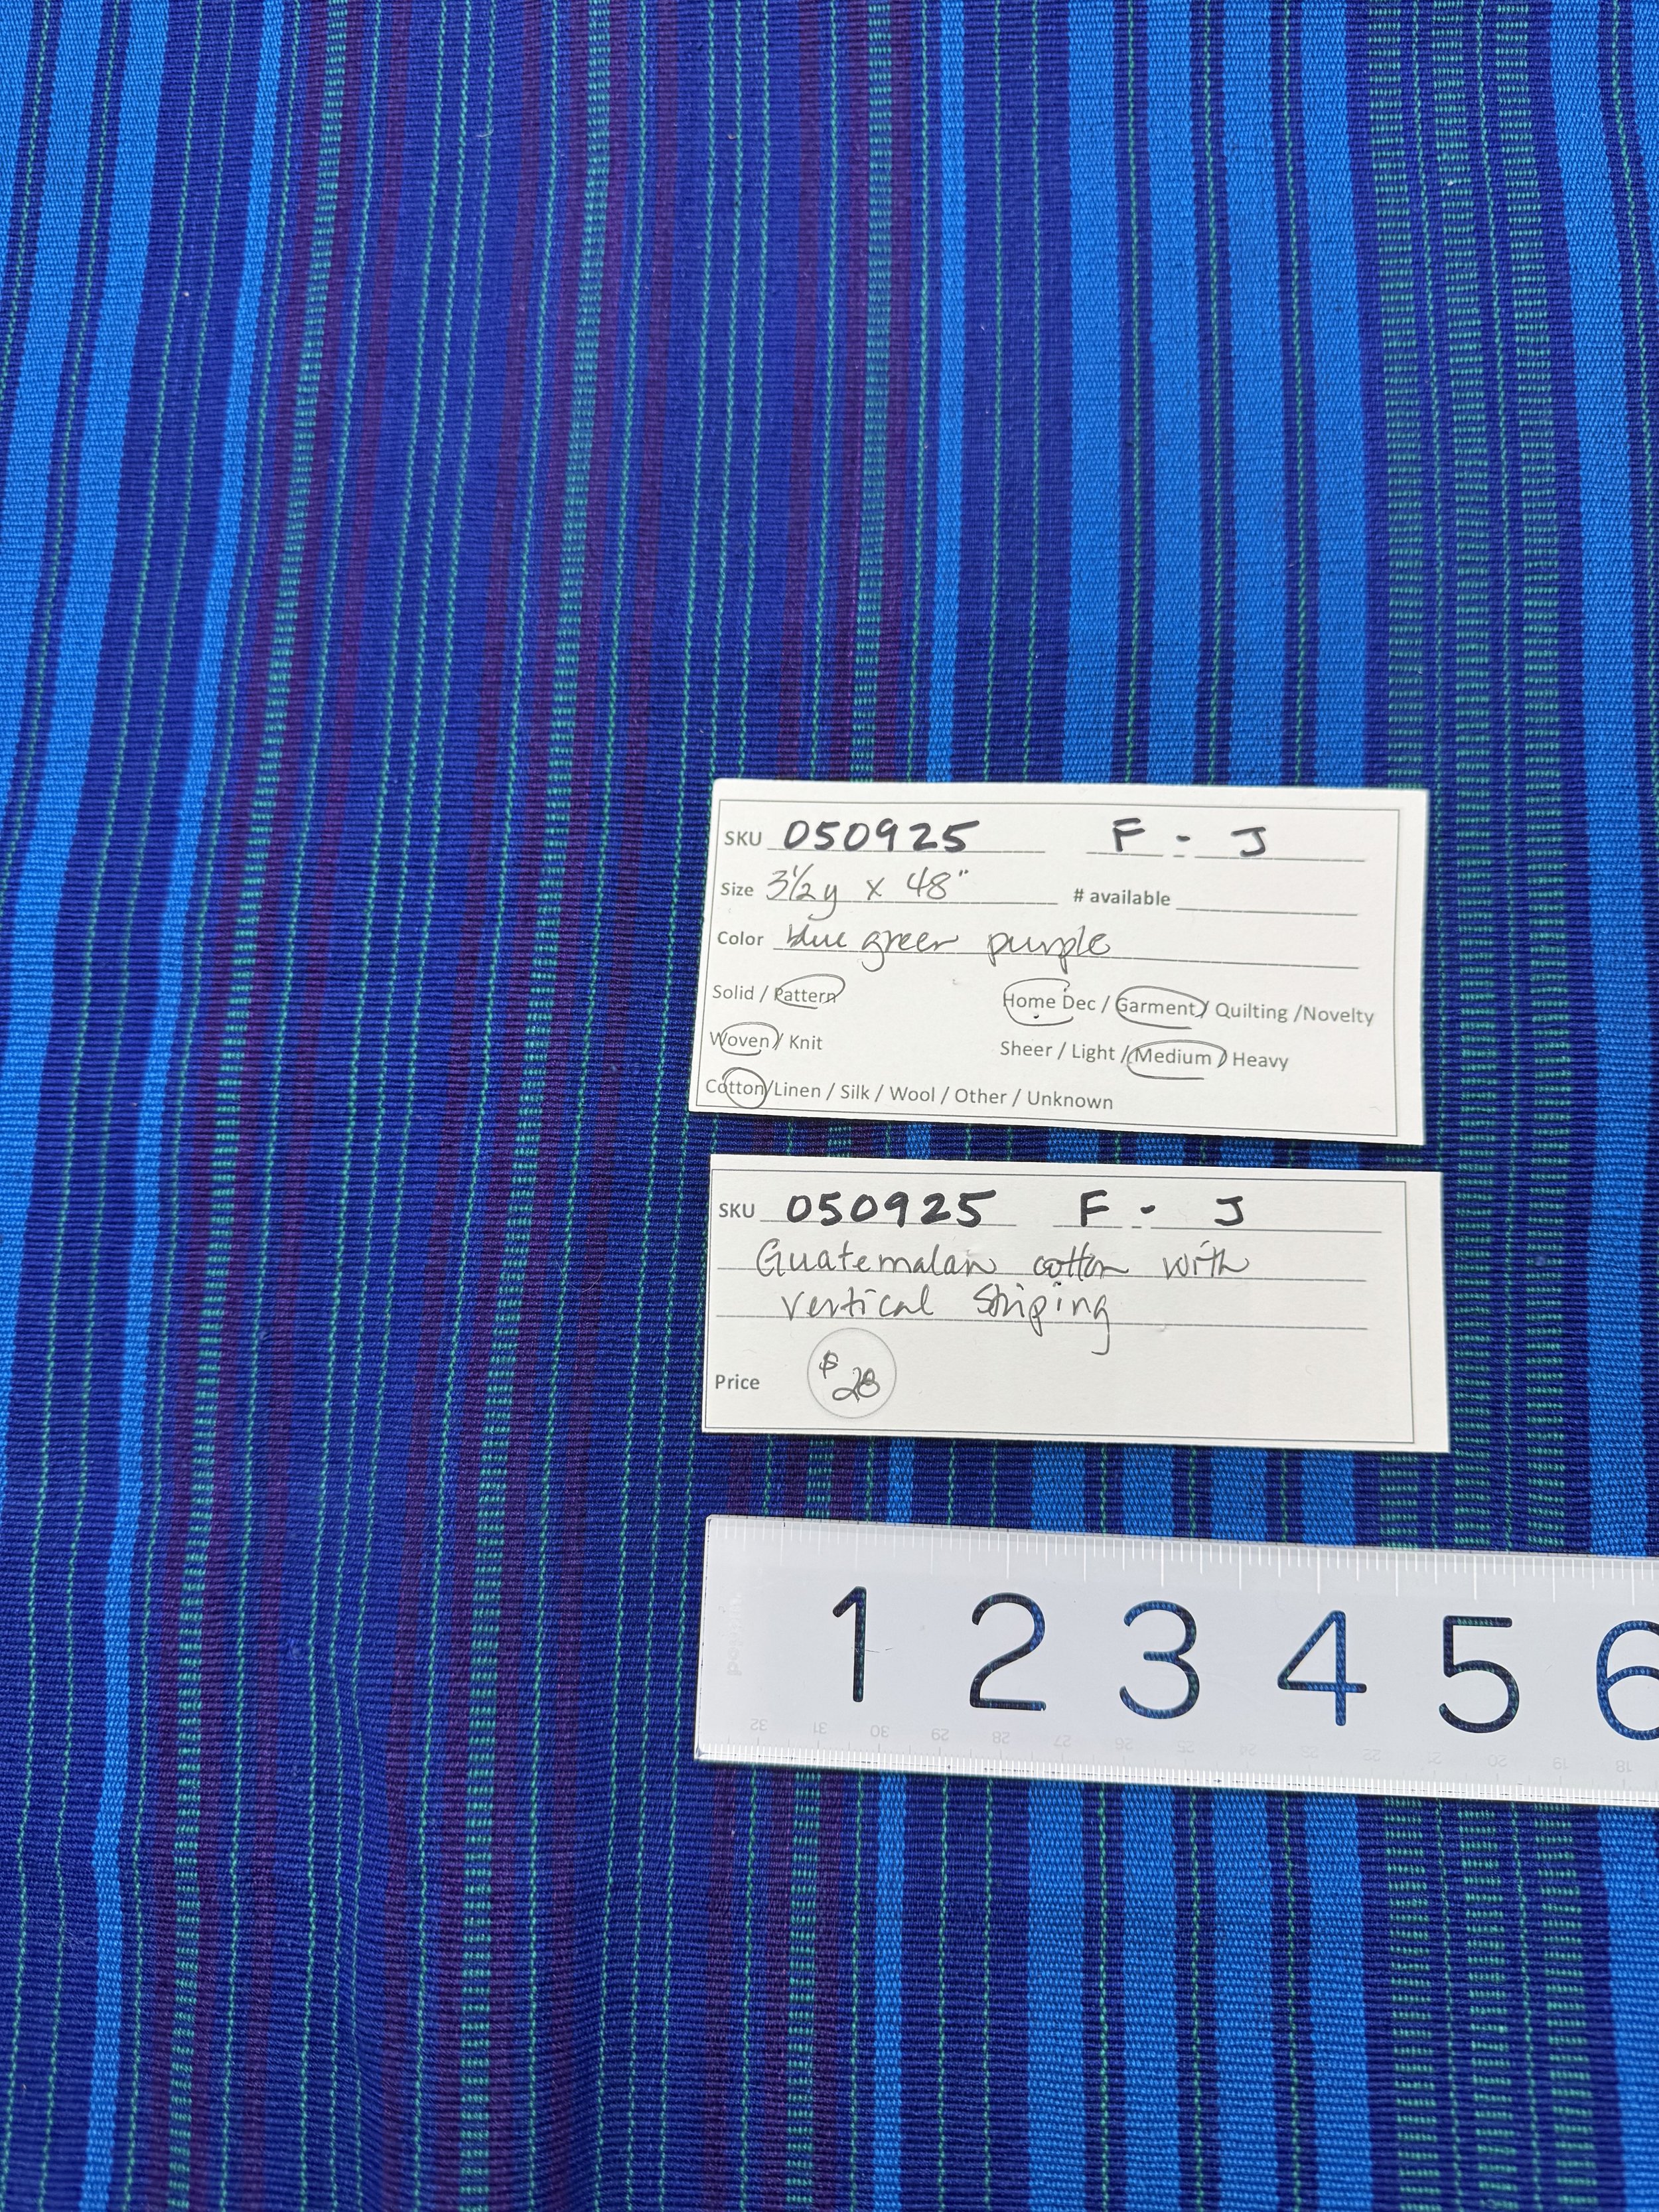 SKU 050925 F - J
Size 3½y x 48" # available
Color blue green purple
Solid / Pattern Home Dec / Garment / Quilting /Novelty
Woven / Knit Sheer / Light / Medium / Heavy
Cotton/Linen / Silk / Wool / Other / Unknown
SKU 050925 F - J
Guatemalan cotton with
vertical striping
Price $28
1 2 3 4 5 6
32 31 30 29 28 27 26 25 24 23 22 21 20 19 18